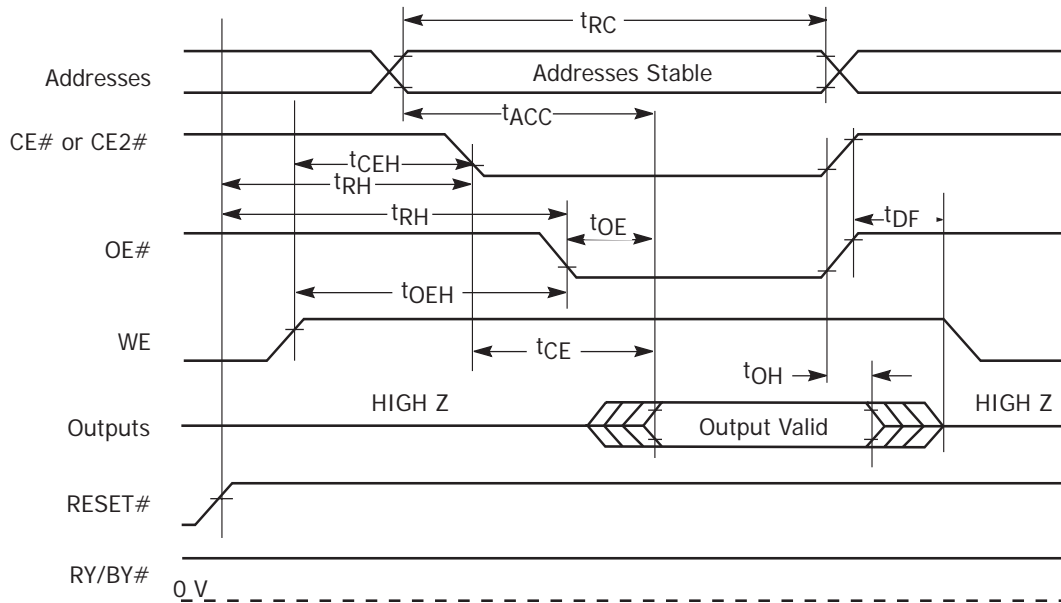 tRC
Addresses
Addresses Stable
tACC
CE# or CE2#
tCEH
tRH
tRH
tOE
tDF
OE#
tOEH
WE
tCE
tOH
HIGH Z
HIGH Z
Outputs
Output Valid
RESET#
RY/BY#
0 V